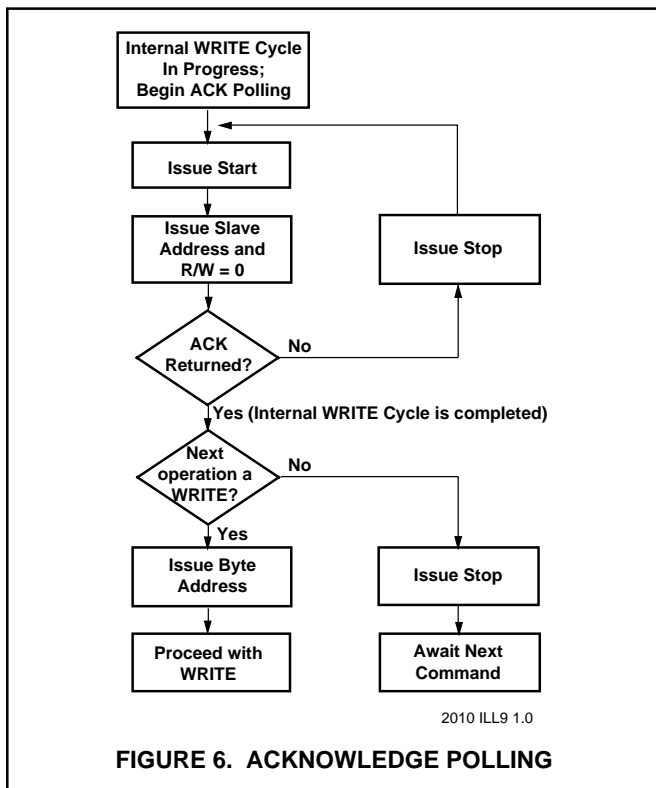 Internal WRITE Cycle
In Progress;
Begin ACK Polling
Issue Start
Issue Slave
Address and
R/W = 0
Issue Stop
ACK
Returned?
No
Yes (Internal WRITE Cycle is completed)
Next
operation a
WRITE?
No
Yes
Issue Byte
Address
Issue Stop
Proceed with
WRITE
Await Next
Command
2010 ILL9 1.0
FIGURE 6.  ACKNOWLEDGE POLLING